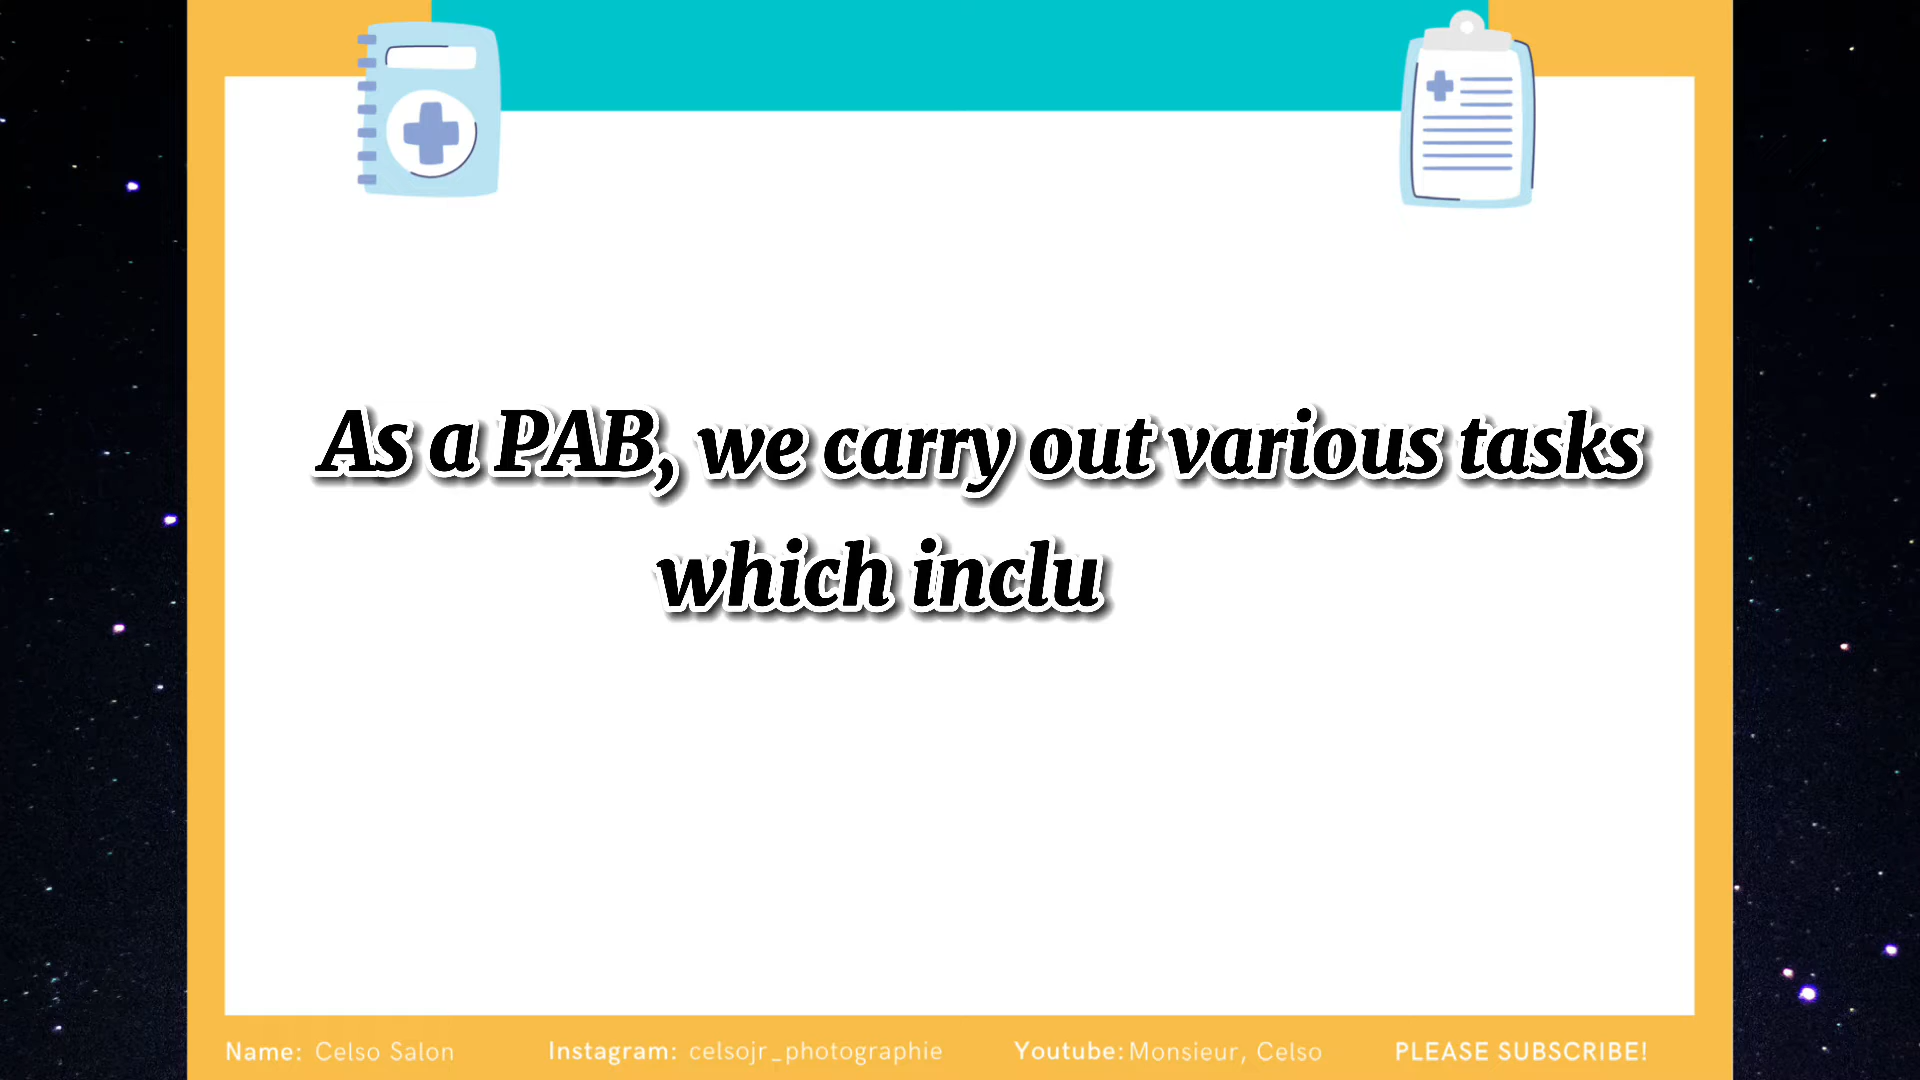 As a PAB, we carry out various tasks
which inclu
Name: Celso Salon Instagram: celsojr_photographie Youtube: Monsieur, Celso PLEASE SUBSCRIBE!